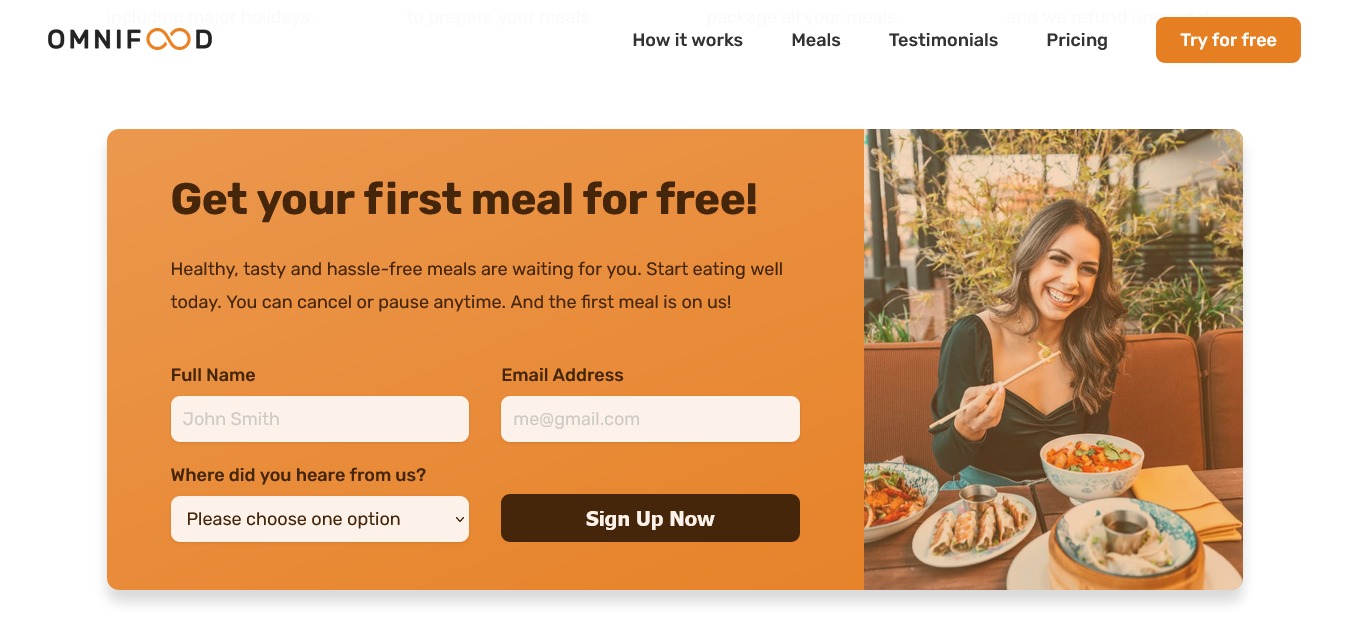 including major holidays.
to prepare your meals.
package all your meals.
and we refund unused days.
OMNIFOOD
How it works
Meals
Testimonials
Pricing
Try for free
Get your first meal for free!
Healthy, tasty and hassle-free meals are waiting for you. Start eating well
today. You can cancel or pause anytime. And the first meal is on us!
Full Name
Email Address
John Smith
me@gmail.com
Where did you heare from us?
Please choose one option
Sign Up Now